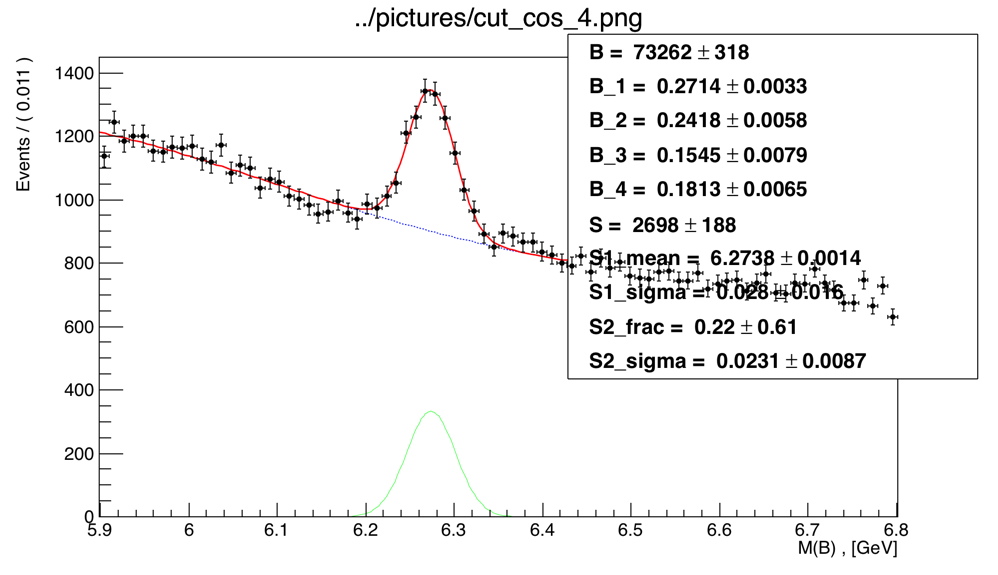 ../pictures/cut_cos_4.png
B = 73262 ± 318
B_1 = 0.2714 ± 0.0033
B_2 = 0.2418 ± 0.0058
B_3 = 0.1545 ± 0.0079
B_4 = 0.1813 ± 0.0065
S = 2698 ± 188
S1_mean = 6.2738 ± 0.0014
S1_sigma = 0.028 ± 0.016
S2_frac = 0.22 ± 0.61
S2_sigma = 0.0231 ± 0.0087
Events / ( 0.011 )
1400
1200
1000
800
600
400
200
0
5.9 6 6.1 6.2 6.3 6.4 6.5 6.6 6.7 6.8
M(B) , [GeV]